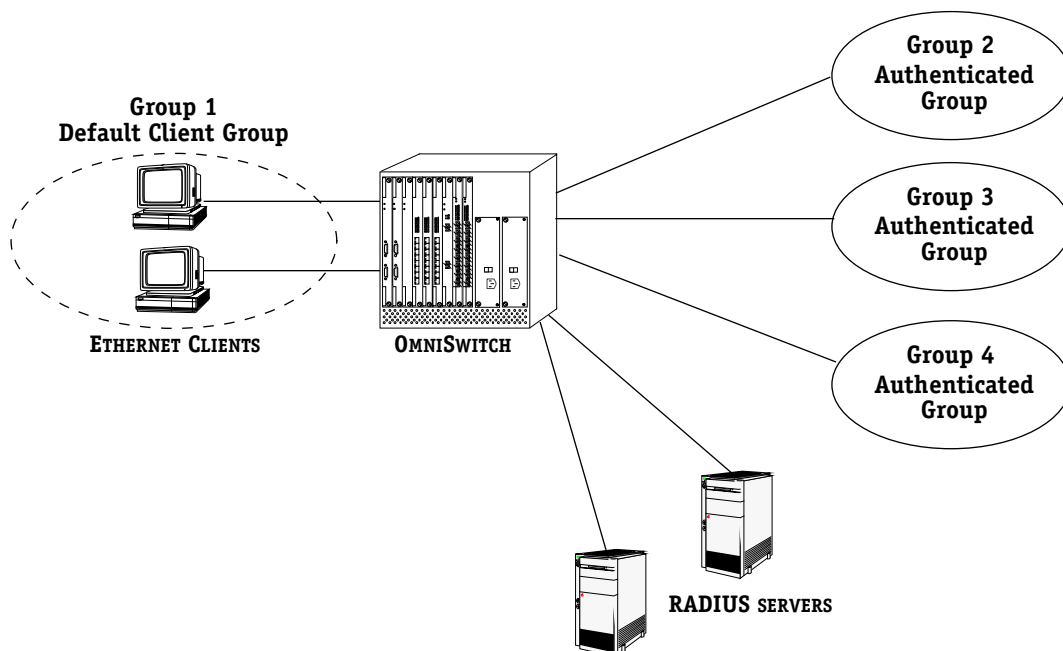 Group 1
Default Client Group
ETHERNET CLIENTS
OMNISWITCH
Group 2
Authenticated
Group
Group 3
Authenticated
Group
Group 4
Authenticated
Group
RADIUS SERVERS